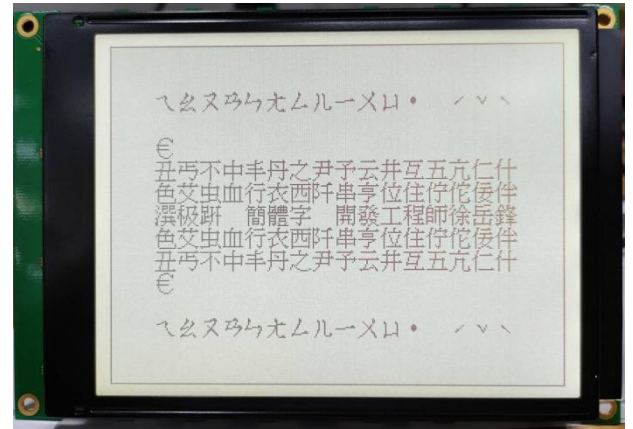 ㄟㄠㄡㄢㄣㄤㄥㄦㄧㄨㄩ˙ ˊˇˋ
€
丑丐不中丰丹之尹予云井互五亢仁什
色艾虫血行衣西阡串亨位住佇佗佞伴
簡體字 開發工程師徐岳鋒
色艾虫血行衣西阡串亨位住佇佗佞伴
丑丐不中丰丹之尹予云井互五亢仁什
€
ㄟㄠㄡㄢㄣㄤㄥㄦㄧㄨㄩ˙ ˊˇˋ